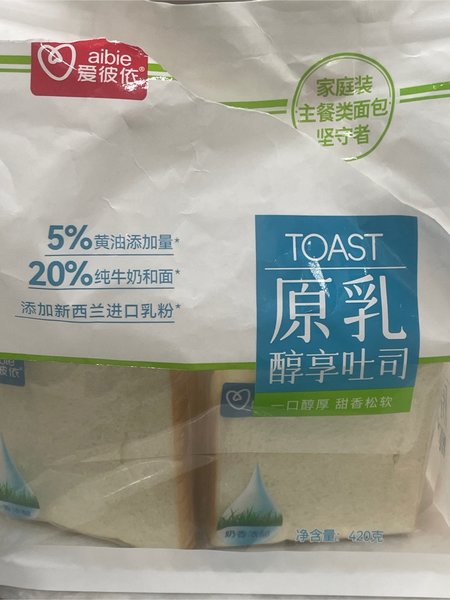 aibie
爱彼依®
家庭装
主餐类面包
坚守者
5%黄油添加量*
20%纯牛奶和面*
添加新西兰进口乳粉*
TOAST
原乳
醇享吐司
一口醇厚 甜香松软
彼依
净含量: 420克